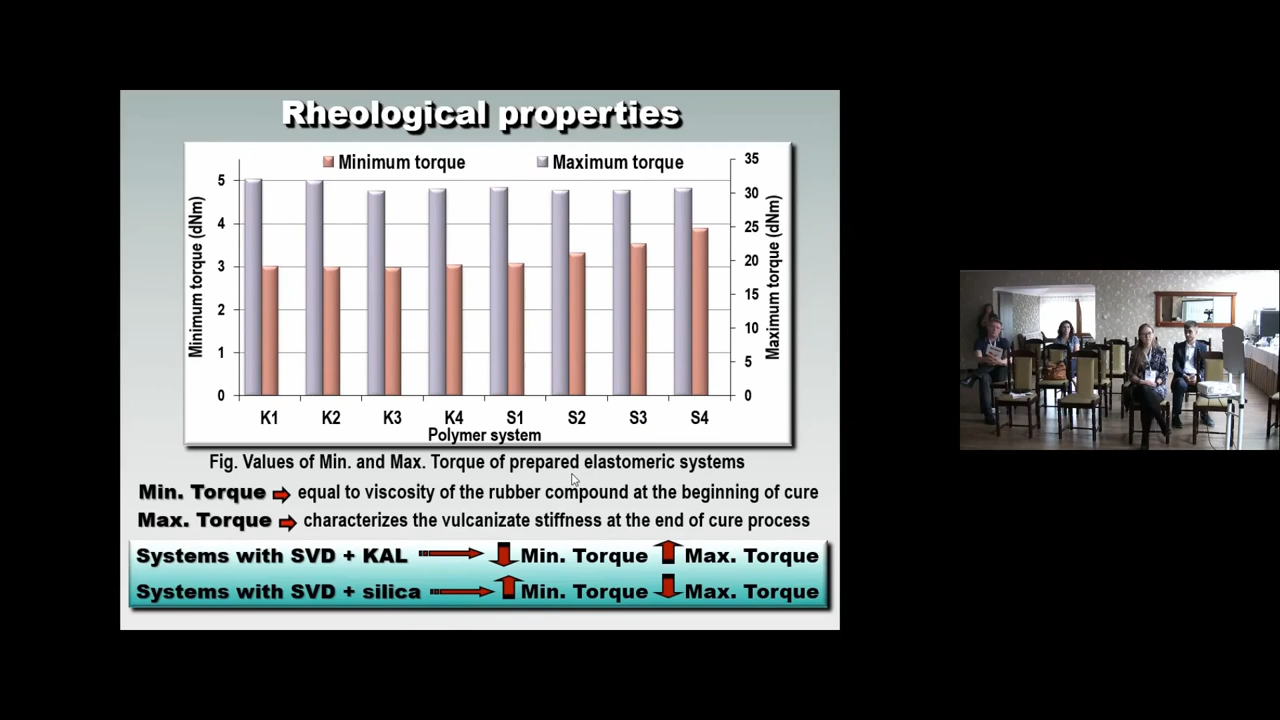 Rheological properties
Minimum torque
Maximum torque
35
30
25
20
15
10
5
0
5
4
3
2
1
0
Minimum torque (dNm)
Maximum torque (dNm)
K1 K2 K3 K4 S1 S2 S3 S4
Polymer system
Fig. Values of Min. and Max. Torque of prepared elastomeric systems
Min. Torque equal to viscosity of the rubber compound at the beginning of cure
Max. Torque characterizes the vulcanizate stiffness at the end of cure process
Systems with SVD + KAL Min. Torque Max. Torque
Systems with SVD + silica Min. Torque Max. Torque